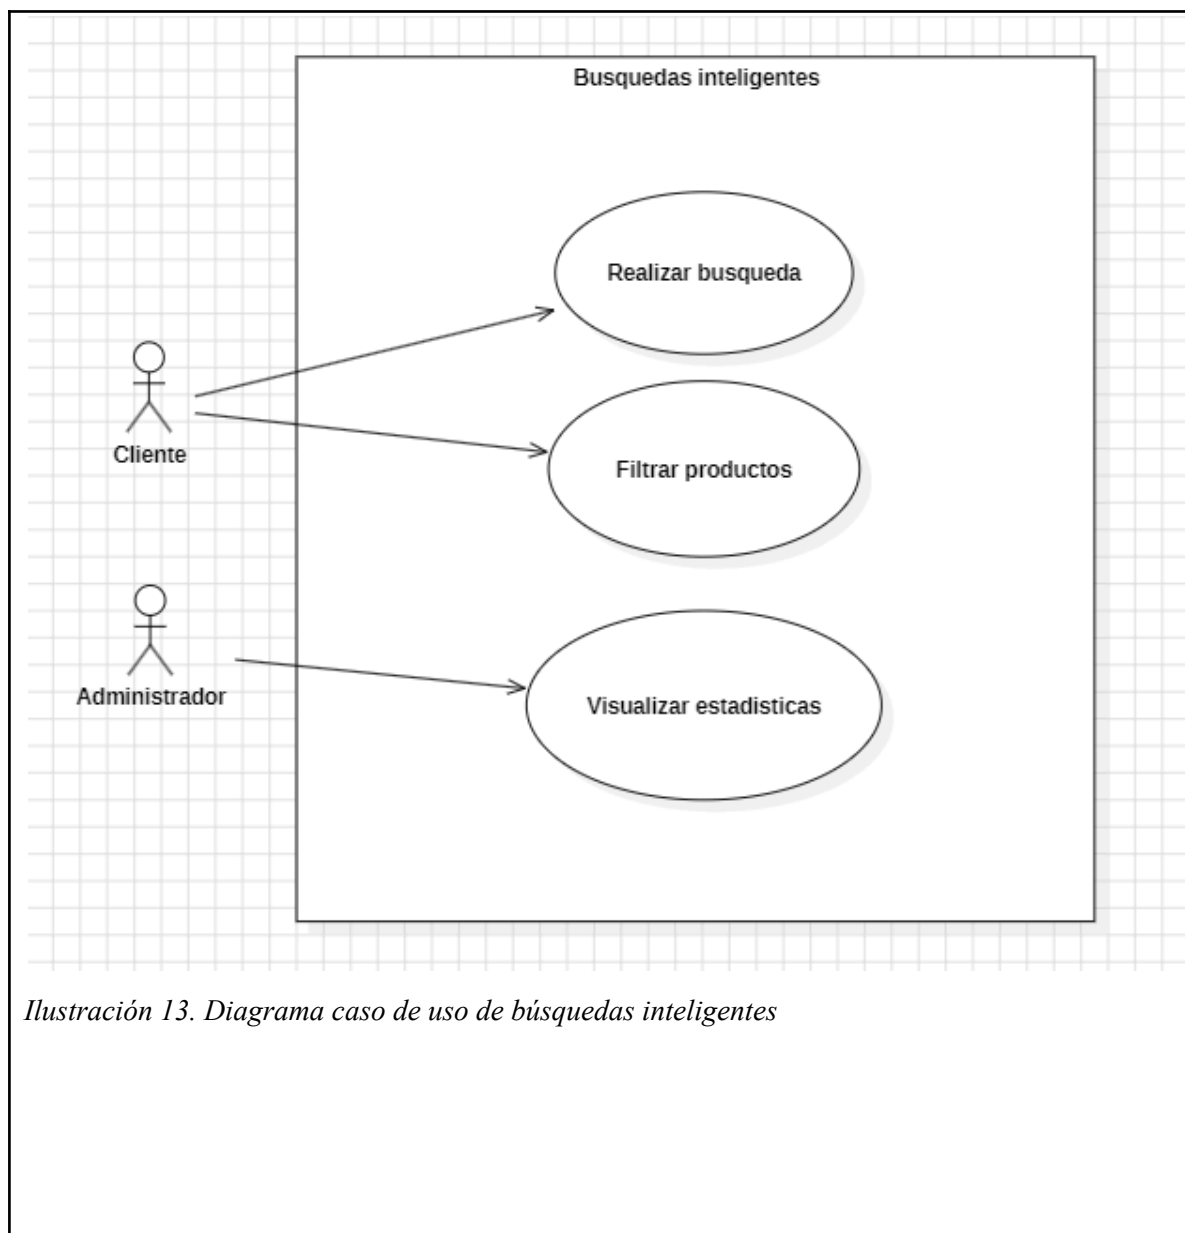 Busquedas inteligentes
Realizar busqueda
Cliente
Filtrar productos
Administrador
Visualizar estadisticas
Ilustración 13. Diagrama caso de uso de búsquedas inteligentes